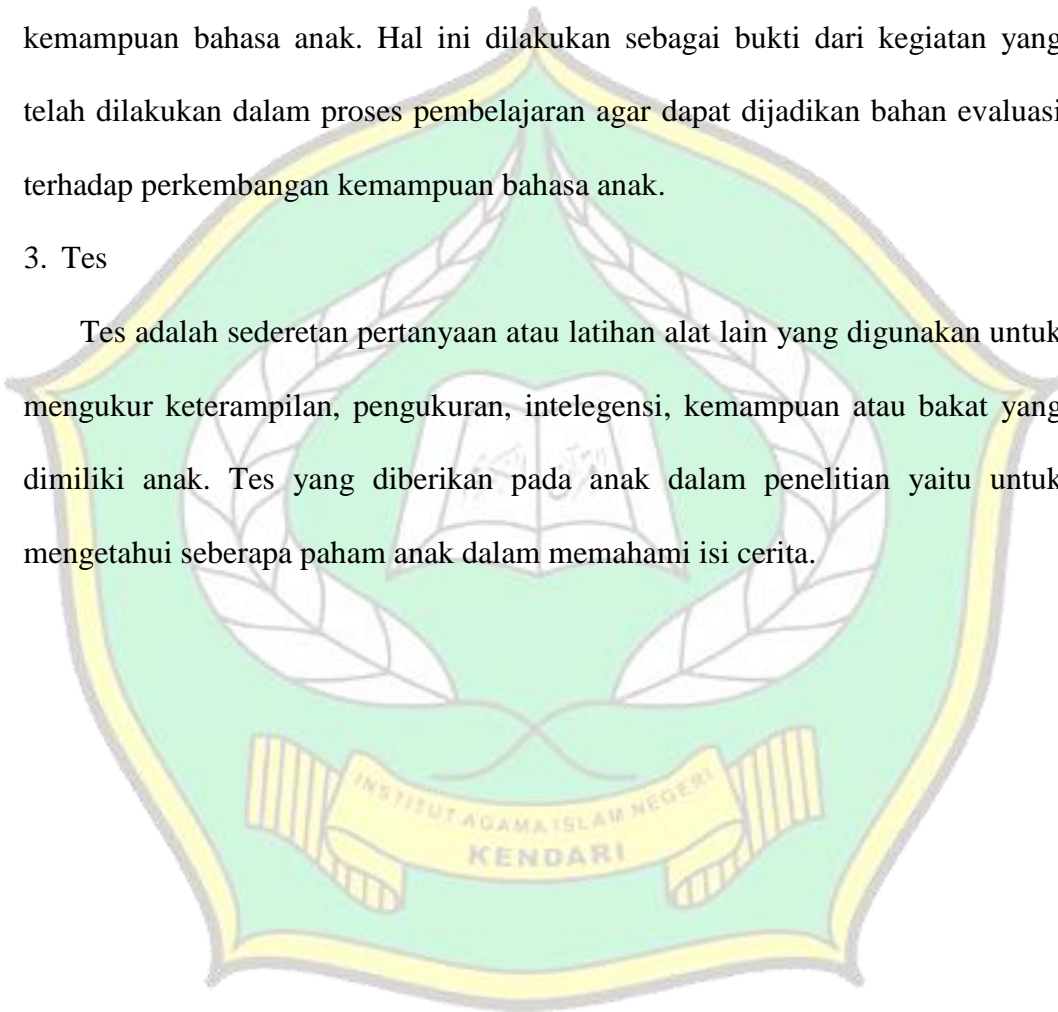 kemampuan bahasa anak. Hal ini dilakukan sebagai bukti dari kegiatan yang
telah dilakukan dalam proses pembelajaran agar dapat dijadikan bahan evaluasi
terhadap perkembangan kemampuan bahasa anak.
3. Tes
Tes adalah sederetan pertanyaan atau latihan alat lain yang digunakan untuk
mengukur keterampilan, pengukuran, intelegensi, kemampuan atau bakat yang
dimiliki anak. Tes yang diberikan pada anak dalam penelitian yaitu untuk
mengetahui seberapa paham anak dalam memahami isi cerita.
INSTITUT AGAMA ISLAM NEGERI
KENDARI